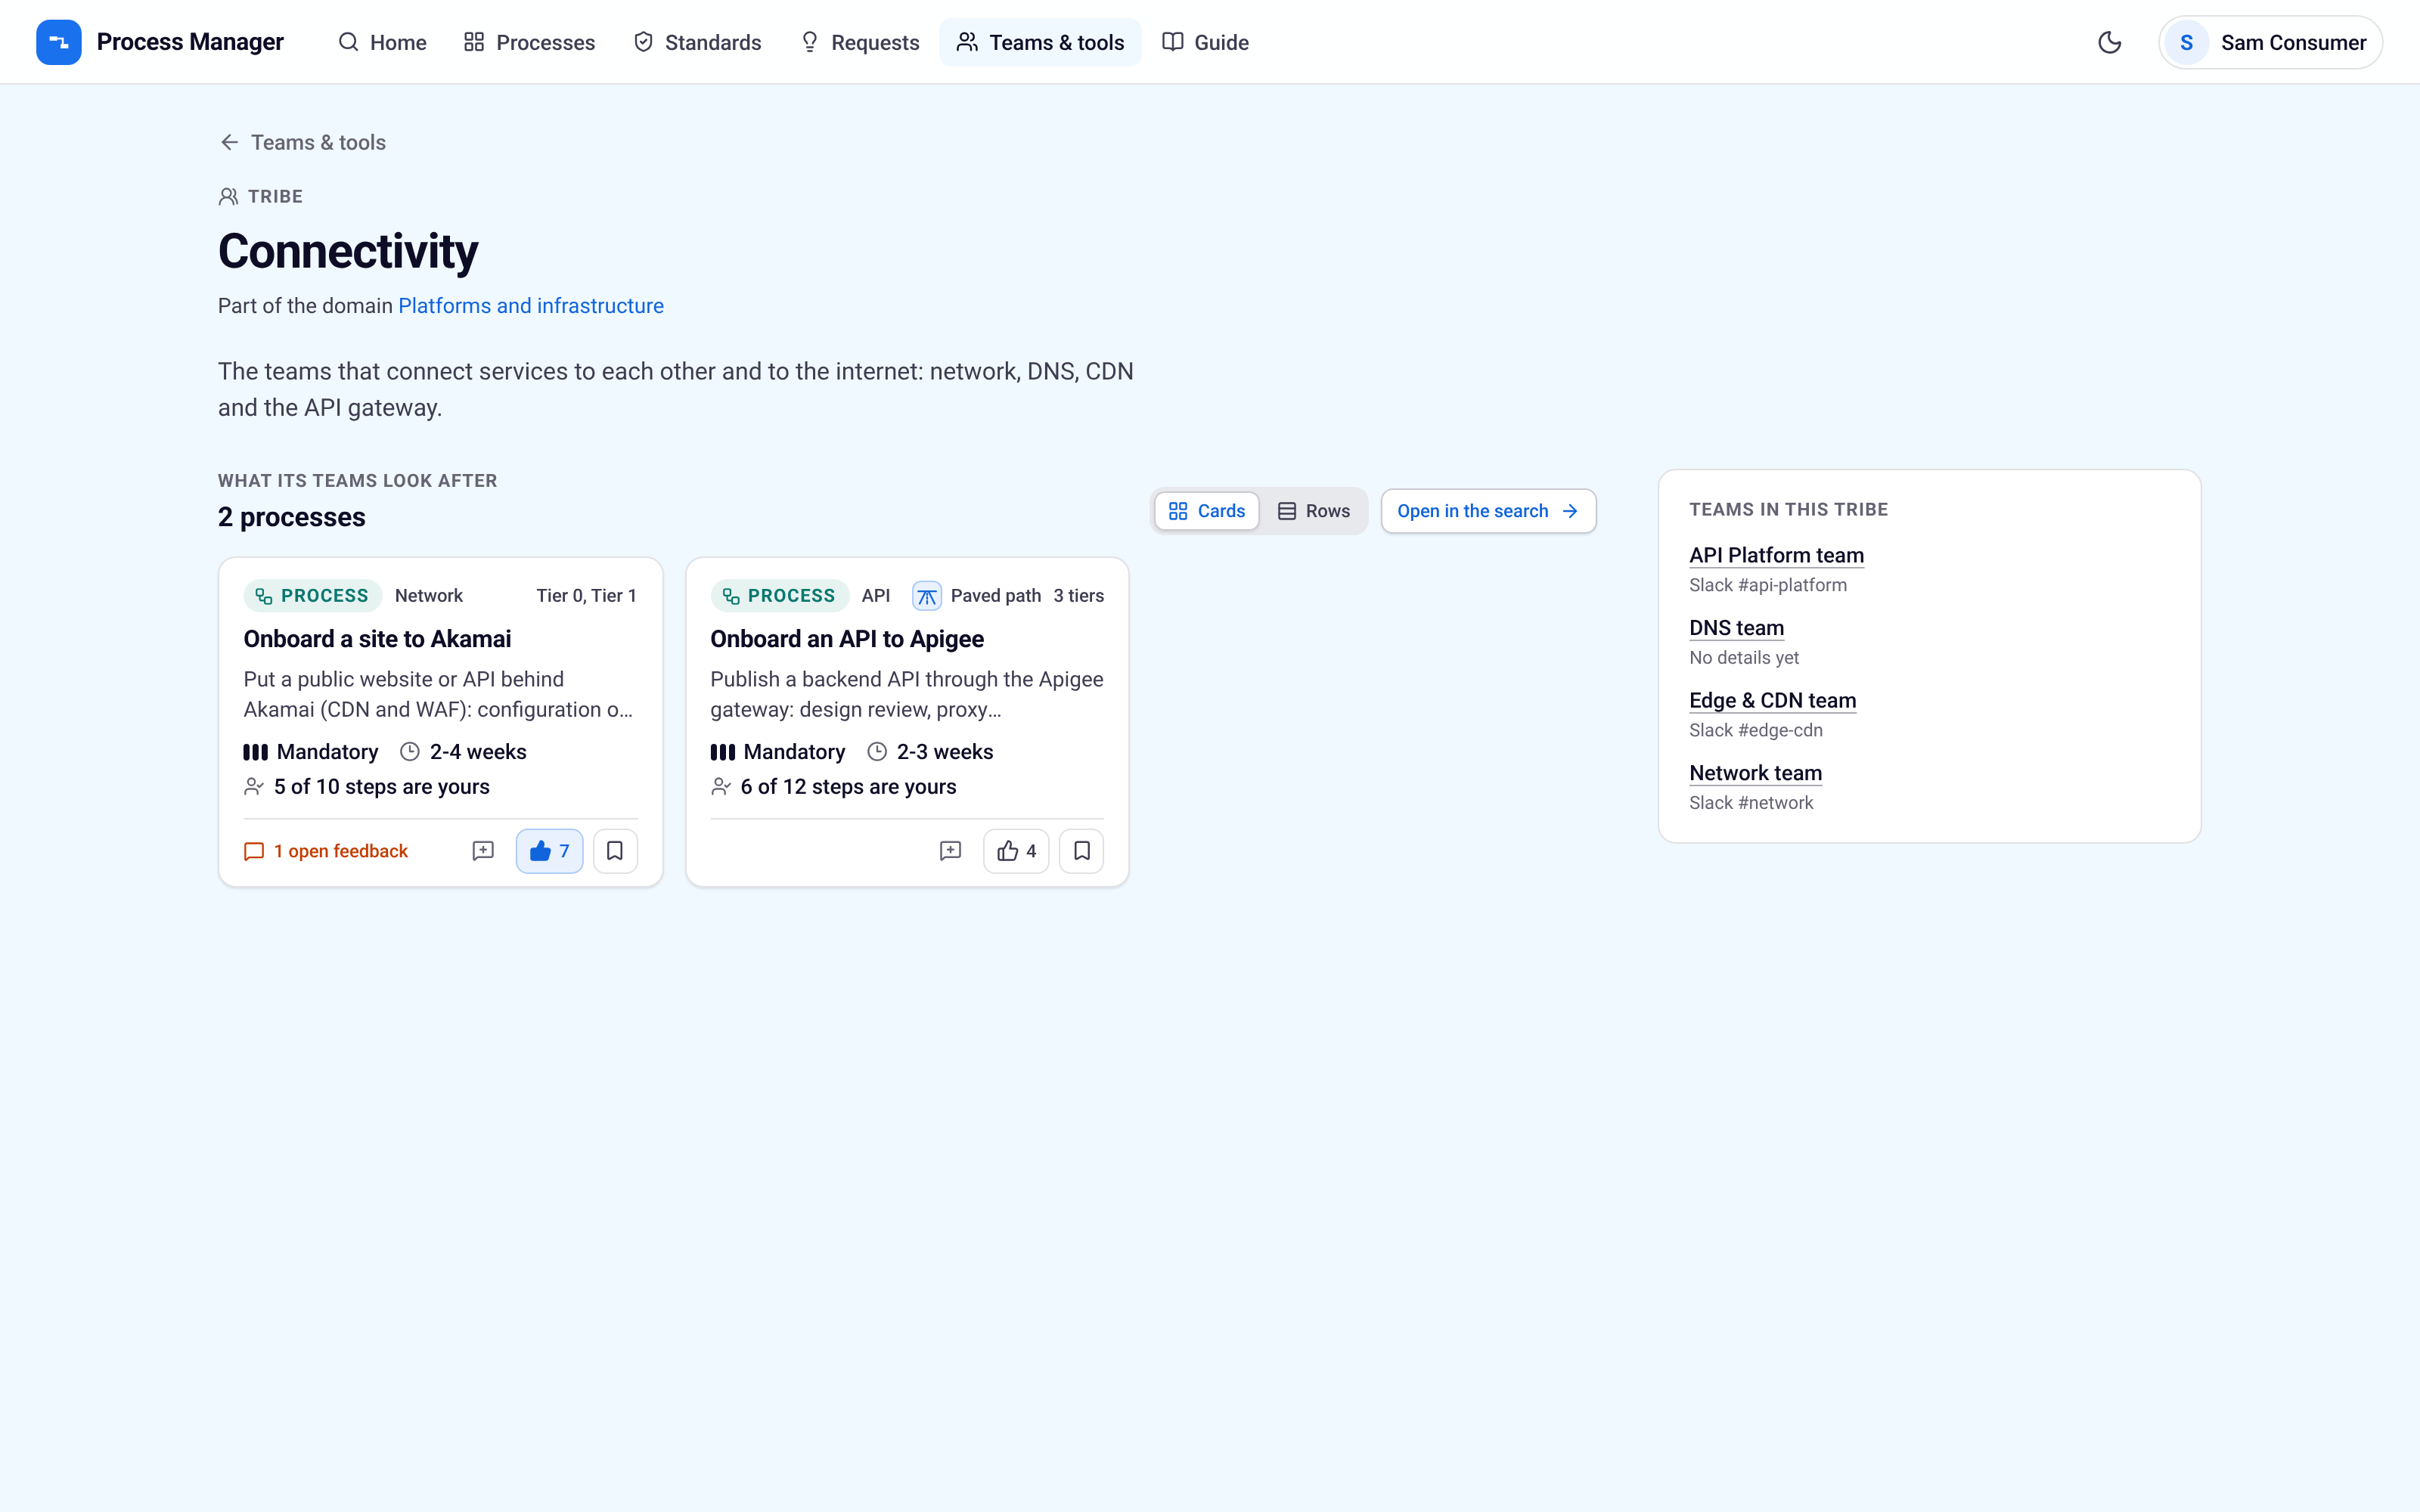 Process Manager
Home
Processes
Standards
Requests
Teams & tools
Guide
S
Sam Consumer
Teams & tools
TRIBE
Connectivity
Part of the domain Platforms and infrastructure
The teams that connect services to each other and to the internet: network, DNS, CDN
and the API gateway.
WHAT ITS TEAMS LOOK AFTER
2 processes
Cards
Rows
Open in the search
PROCESS
Network
Tier 0, Tier 1
Onboard a site to Akamai
Put a public website or API behind
Akamai (CDN and WAF): configuration o...
Mandatory
2-4 weeks
5 of 10 steps are yours
1 open feedback
7
PROCESS
API
Paved path
3 tiers
Onboard an API to Apigee
Publish a backend API through the Apigee
gateway: design review, proxy...
Mandatory
2-3 weeks
6 of 12 steps are yours
4
TEAMS IN THIS TRIBE
API Platform team
Slack #api-platform
DNS team
No details yet
Edge & CDN team
Slack #edge-cdn
Network team
Slack #network